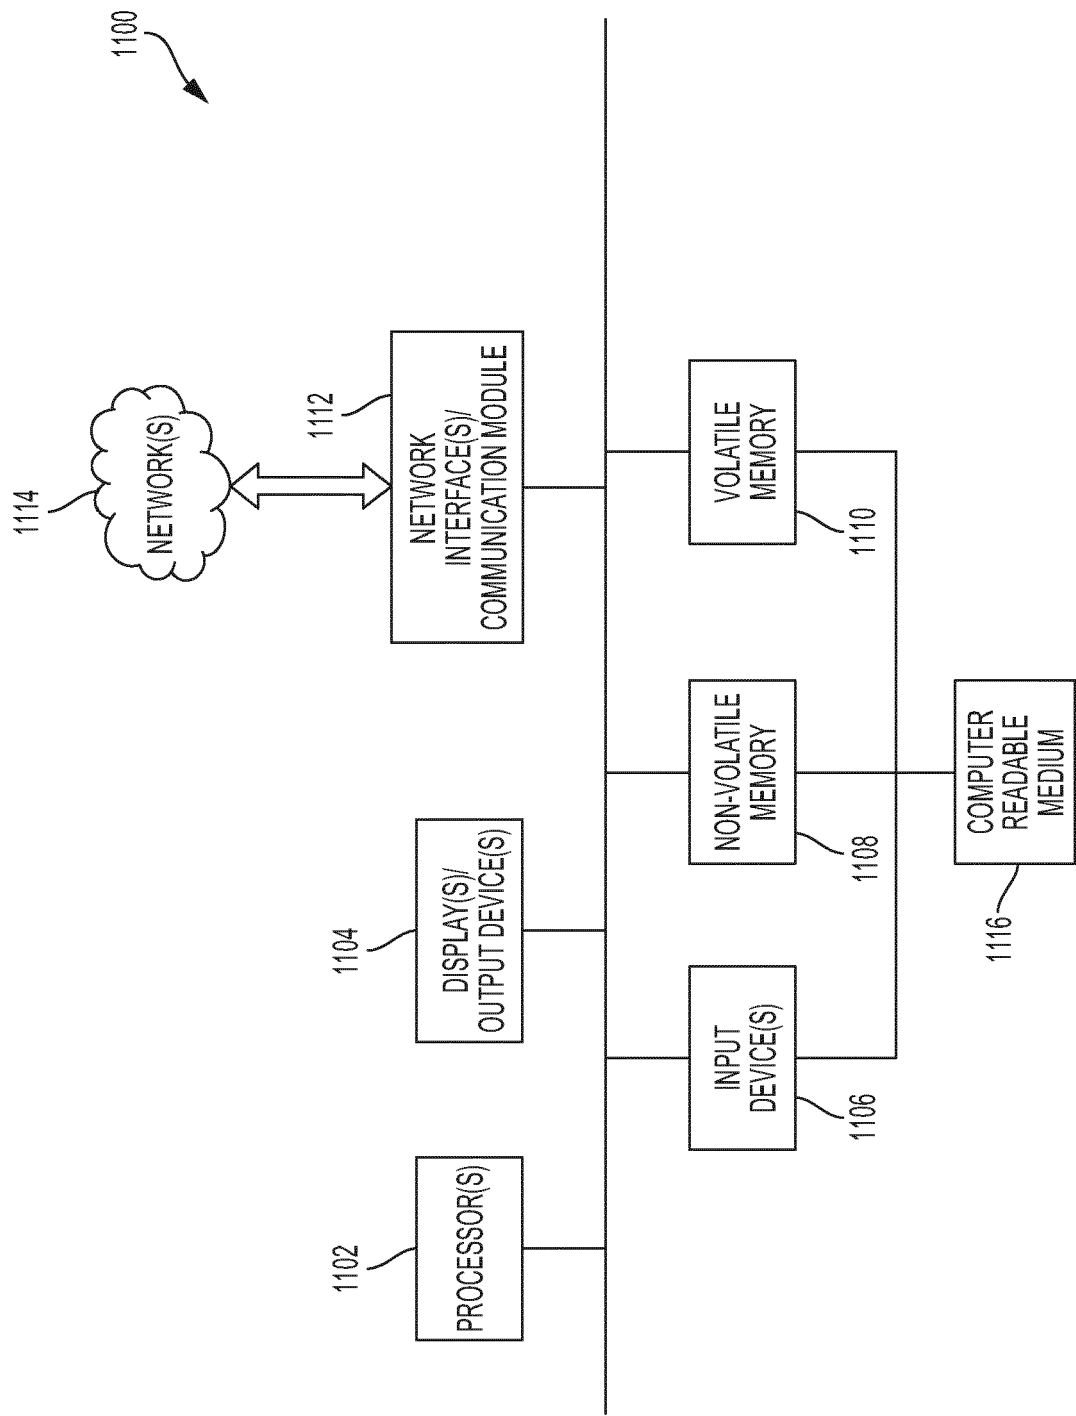 1100
1114
NETWORK(S)
1112
NETWORK
INTERFACE(S)/
COMMUNICATION MODULE
1104
DISPLAY(S)/
OUTPUT DEVICE(S)
1102
PROCESSOR(S)
INPUT
DEVICE(S)
1106
NON-VOLATILE
MEMORY
1108
VOLATILE
MEMORY
1110
COMPUTER
READABLE
MEDIUM
1116